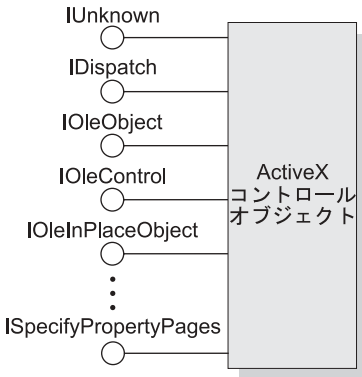 IUnknown
IDispatch
IOleObject
IOleControl
IOleInPlaceObject
ISpecifyPropertyPages
ActiveX
コントロール
オブジェクト